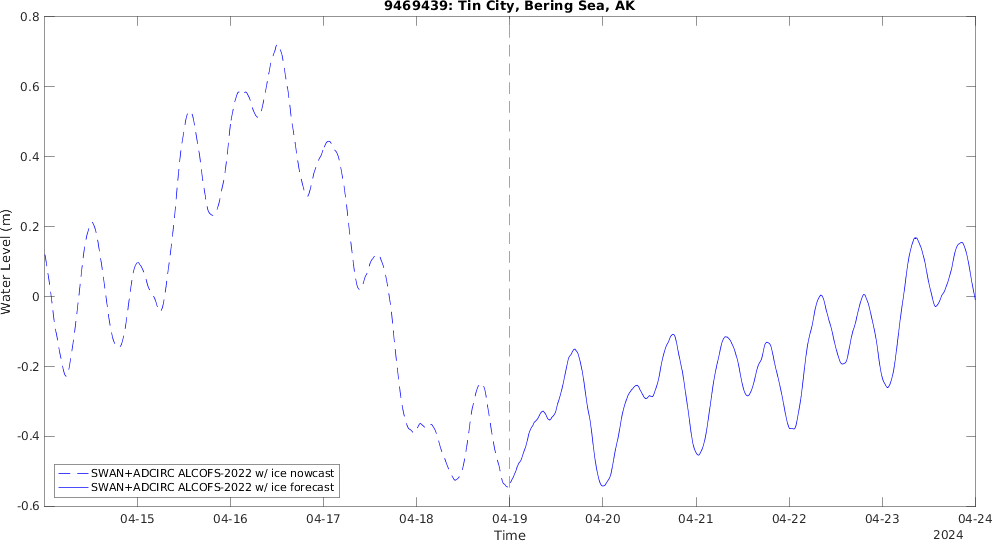 9469439: Tin City, Bering Sea, AK
0.8
0.6
0.4
0.2
0
-0.2
-0.4
-0.6
Water Level (m)
SWAN+ADCIRC ALCOFS-2022 w/ ice nowcast
SWAN+ADCIRC ALCOFS-2022 w/ ice forecast
04-15 04-16 04-17 04-18 04-19 04-20 04-21 04-22 04-23 04-24
Time
2024